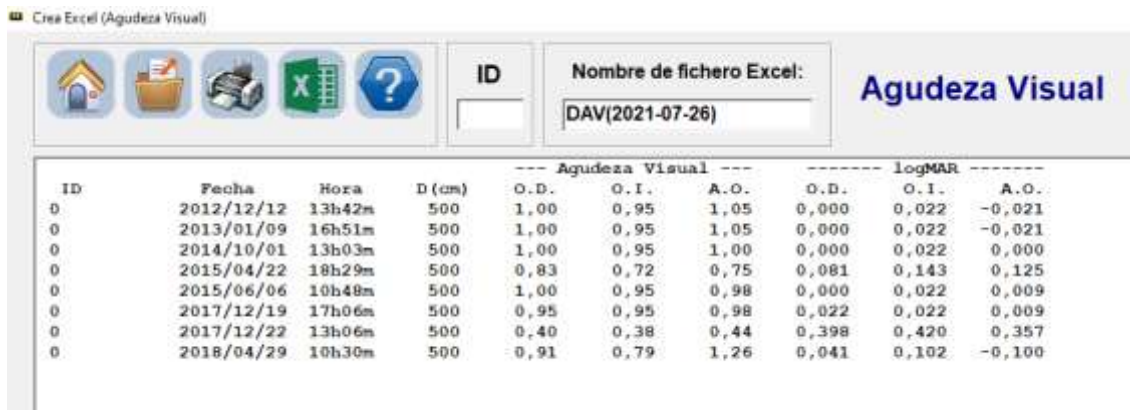 Crea Excel (Agudeza Visual)
ID
Nombre de fichero Excel:
Agudeza Visual
DAV(2021-07-26)
--- Agudeza Visual --- ------- logMAR -------
ID Fecha Hora D(cm) O.D. O.I. A.O. O.D. O.I. A.O.
0 2012/12/12 13h42m 500 1,00 0,95 1,05 0,000 0,022 -0,021
0 2013/01/09 16h51m 500 1,00 0,95 1,05 0,000 0,022 -0,021
0 2014/10/01 13h03m 500 1,00 0,95 1,00 0,000 0,022 0,000
0 2015/04/22 18h29m 500 0,83 0,72 0,75 0,081 0,143 0,125
0 2015/06/06 10h48m 500 1,00 0,95 0,98 0,000 0,022 0,009
0 2017/12/19 17h06m 500 0,95 0,95 0,98 0,022 0,022 0,009
0 2017/12/22 13h06m 500 0,40 0,38 0,44 0,398 0,420 0,357
0 2018/04/29 10h30m 500 0,91 0,79 1,26 0,041 0,102 -0,100